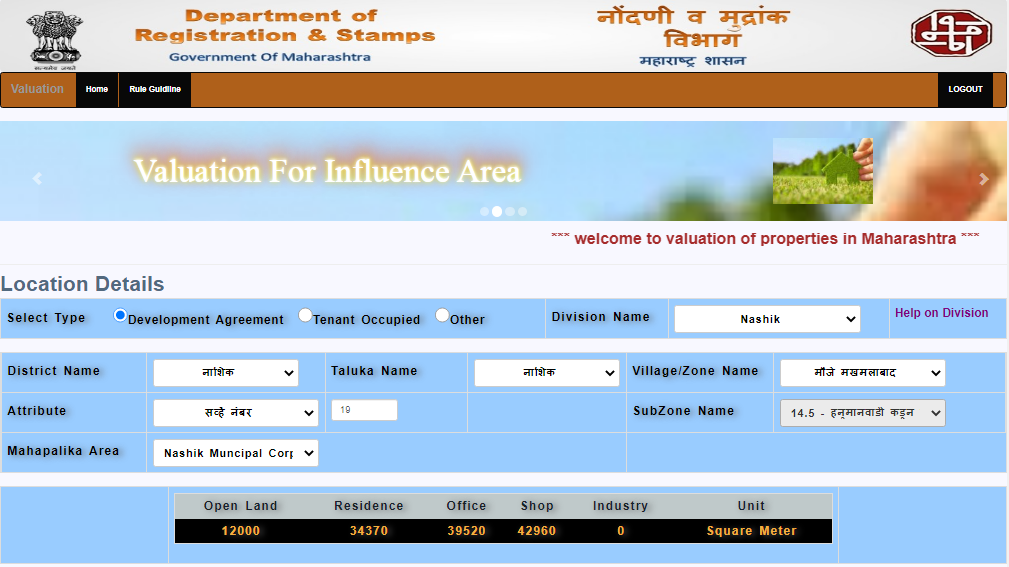 Department of
Registration & Stamps
Government Of Maharashtra
नोंदणी व मुद्रांक
विभाग
महाराष्ट्र शासन
सत्यमेव जयते
Valuation Home Rule Guidline LOGOUT
Valuation For Influence Area
*** welcome to valuation of properties in Maharashtra ***
Location Details
Select Type Development Agreement Tenant Occupied Other Division Name Nashik Help on Division
District Name नाशिक Taluka Name नाशिक Village/Zone Name मौजे मखमलाबाद
Attribute सर्व्हे नंबर 19 SubZone Name 14.5 - हनुमानवाडी कडून
Mahapalika Area Nashik Muncipal Corp
Open Land Residence Office Shop Industry Unit
12000 34370 39520 42960 0 Square Meter